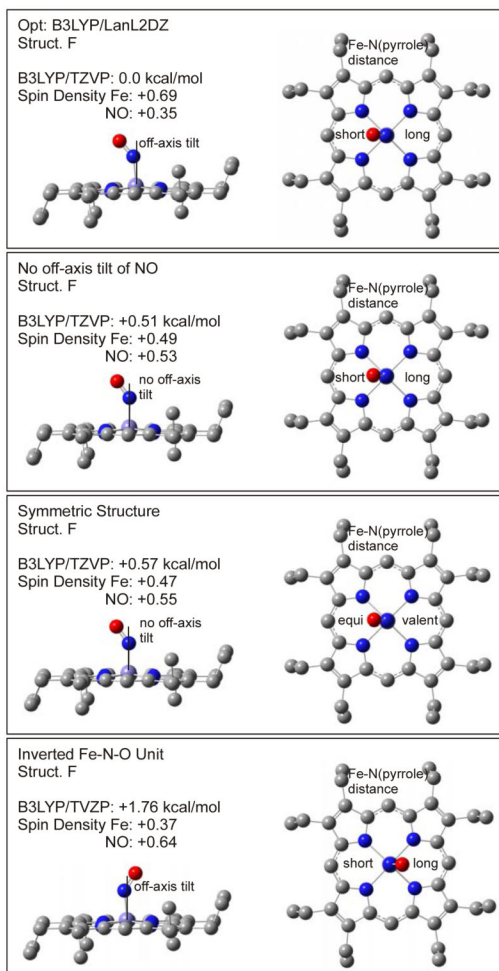 Opt: B3LYP/LanL2DZ
Struct. F
B3LYP/TZVP: 0.0 kcal/mol
Spin Density Fe: +0.69
NO: +0.35
off-axis tilt
Fe-N(pyrrole)
distance
short long
No off-axis tilt of NO
Struct. F
B3LYP/TZVP: +0.51 kcal/mol
Spin Density Fe: +0.49
NO: +0.53
no off-axis
tilt
Fe-N(pyrrole)
distance
short long
Symmetric Structure
Struct. F
B3LYP/TZVP: +0.57 kcal/mol
Spin Density Fe: +0.47
NO: +0.55
no off-axis
tilt
Fe-N(pyrrole)
distance
equi valent
Inverted Fe-N-O Unit
Struct. F
B3LYP/TVZP: +1.76 kcal/mol
Spin Density Fe: +0.37
NO: +0.64
off-axis tilt
Fe-N(pyrrole)
distance
short long